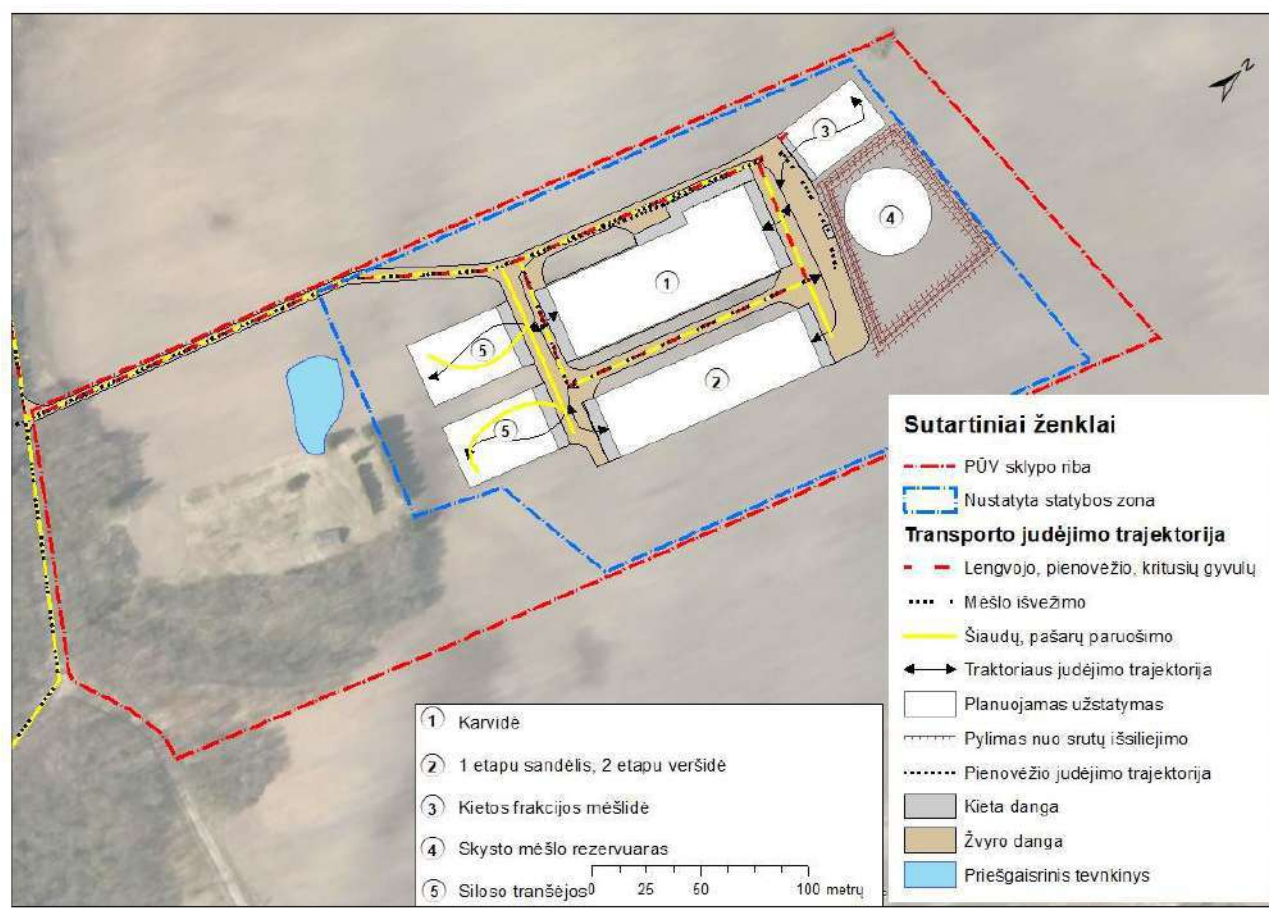 N
3
4
1
5
2
5
Sutartiniai ženklai
PŪV sklypo riba
Nustatyta statybos zona
Transporto judėjimo trajektorija
Lengvojo, pienovėžio, kritusių gyvulų
Mėšlo išvežimo
Šiaudų, pašarų paruošimo
Traktoriaus judėjimo trajektorija
Planuojamas užstatymas
Pylimas nuo srutų išsiliejimo
Pienovėžio judėjimo trajektorija
Kieta danga
Žvyro danga
Priešgaisrinis tevnkinys
1 Karvidė
2 1 etapu sandėlis, 2 etapu veršidė
3 Kietos frakcijos mėšlidė
4 Skysto mėšlo rezervuaras
5 Siloso tranšėjos
0 25 50 100 metrų